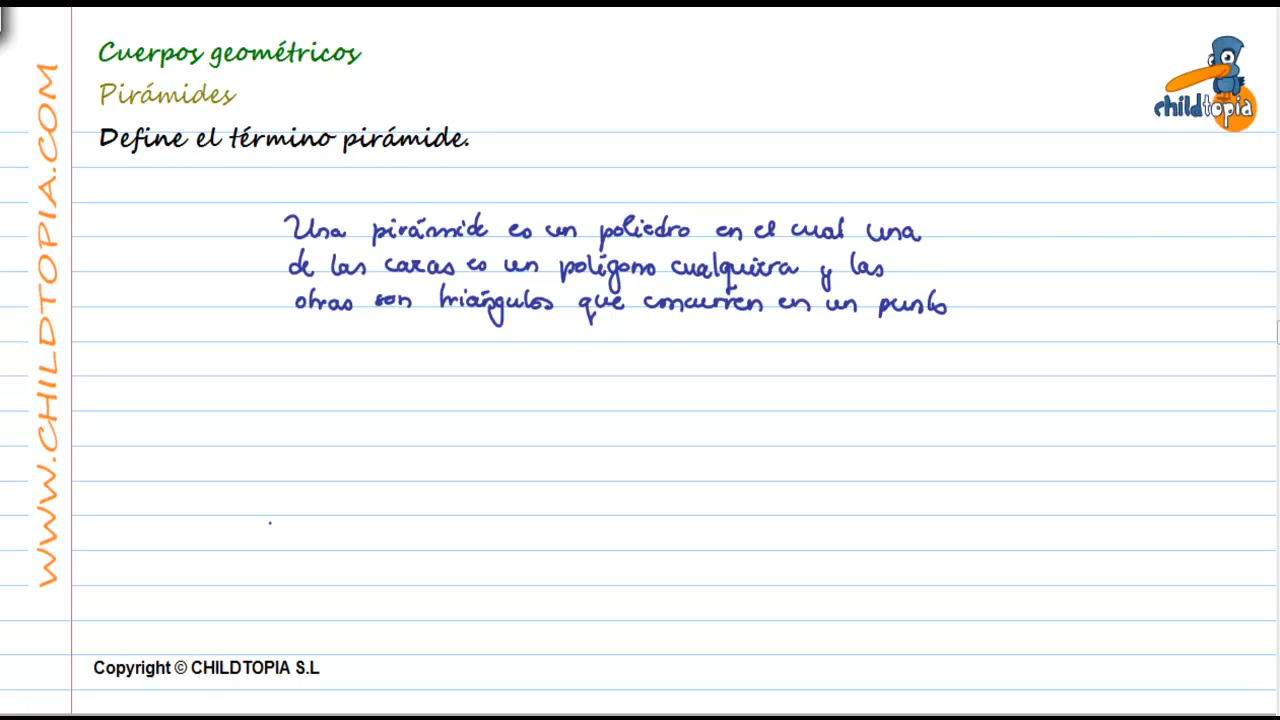 Cuerpos geométricos
Pirámides
Define el término pirámide.
childtopia
Una pirámide es un poliedro en el cual una
de las caras es un polígono cualquiera y las
otras son triángulos que concurren en un punto
WWW.CHILDTOPIA.COM
Copyright © CHILDTOPIA S.L